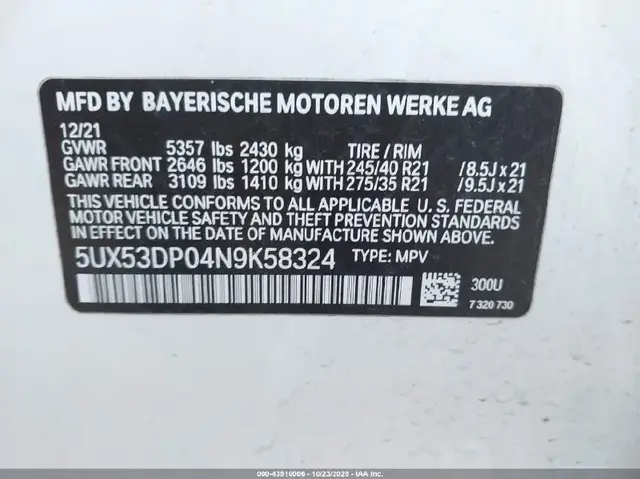 MFD BY BAYERISCHE MOTOREN WERKE AG
12/21
GVWR 5357 lbs 2430 kg TIRE / RIM
GAWR FRONT 2646 lbs 1200 kg WITH 245/40 R21 /8.5J x 21
GAWR REAR 3109 lbs 1410 kg WITH 275/35 R21 /9.5J x 21
THIS VEHICLE CONFORMS TO ALL APPLICABLE U. S. FEDERAL
MOTOR VEHICLE SAFETY AND THEFT PREVENTION STANDARDS
IN EFFECT ON THE DATE OF MANUFACTURE SHOWN ABOVE.
5UX53DP04N9K58324 TYPE: MPV
300U
7 320 730
000-43510006 - 10/23/2025 - IAA Inc.